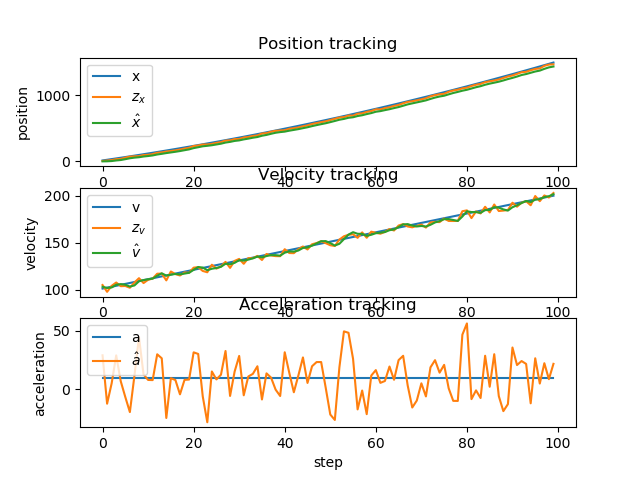 Position tracking
position
1000
0
x
z_x
x̂
0 20 40 60 80 100
Velocity tracking
velocity
200
150
100
v
z_v
v̂
0 20 40 60 80 100
Acceleration tracking
acceleration
50
0
a
â
0 20 40 60 80 100
step